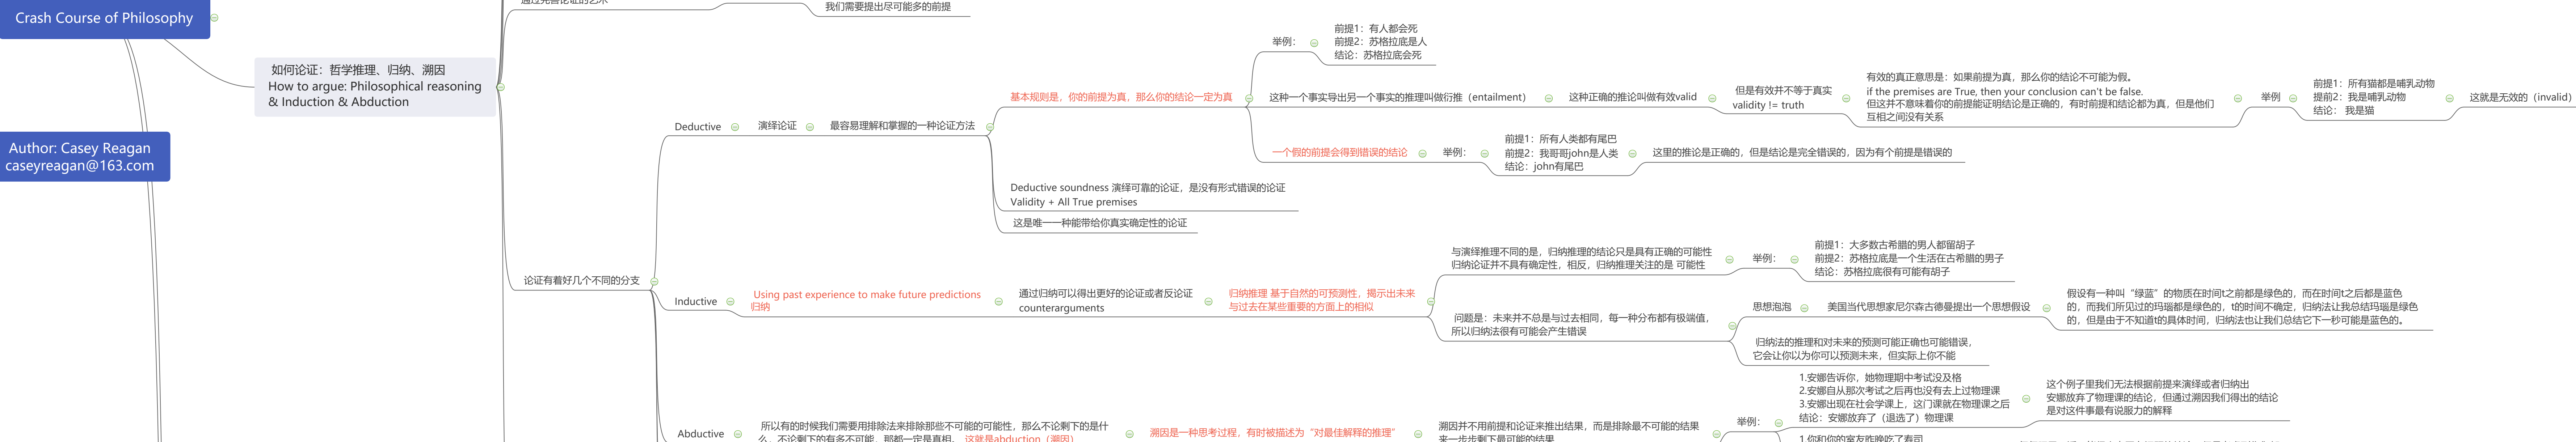 Crash Course of Philosophy
Author: Casey Reagan
caseyreagan@163.com
如何论证：哲学推理、归纳、溯因
How to argue: Philosophical reasoning
& Induction & Abduction
我们需要提出尽可能多的前提
论证有着好几个不同的分支
Deductive
演绎论证
最容易理解和掌握的一种论证方法
基本规则是，你的前提为真，那么你的结论一定为真
举例：
前提1：有人都会死
前提2：苏格拉底是人
结论：苏格拉底会死
这种一个事实导出另一个事实的推理叫做衍推（entailment）
这种正确的推论叫做有效valid
但是有效并不等于真实
validity != truth
有效的真正意思是：如果前提为真，那么你的结论不可能为假。
if the premises are True, then your conclusion can't be false.
但这并不意味着你的前提能证明结论是正确的，有时前提和结论都为真，但是他们
互相之间没有关系
举例
前提1：所有猫都是哺乳动物
提前2：我是哺乳动物
结论： 我是猫
这就是无效的（invalid）
一个假的前提会得到错误的结论
举例：
前提1：所有人类都有尾巴
前提2：我哥哥john是人类
结论：john有尾巴
这里的推论是正确的，但是结论是完全错误的，因为有个前提是错误的
Deductive soundness 演绎可靠的论证，是没有形式错误的论证
Validity + All True premises
这是唯一一种能带给你真实确定性的论证
Inductive
Using past experience to make future predictions
归纳
通过归纳可以得出更好的论证或者反论证
counterarguments
归纳推理 基于自然的可预测性，揭示出未来
与过去在某些重要的方面上的相似
与演绎推理不同的是，归纳推理的结论只是具有正确的可能性
归纳论证并不具有确定性，相反，归纳推理关注的是 可能性
举例：
前提1：大多数古希腊的男人都留胡子
前提2：苏格拉底是一个生活在古希腊的男子
结论：苏格拉底很有可能有胡子
问题是：未来并不总是与过去相同，每一种分布都有极端值，
所以归纳法很有可能会产生错误
思想泡泡
美国当代思想家尼尔森古德曼提出一个思想假设
假设有一种叫“绿蓝”的物质在时间t之前都是绿色的，而在时间t之后都是蓝色
的，而我们所见过的玛瑙都是绿色的，t的时间不确定，归纳法让我总结玛瑙是绿色
的，但是由于不知道t的具体时间，归纳法也让我们总结它下一秒可能是蓝色的。
归纳法的推理和对未来的预测可能正确也可能错误，
它会让你以为你可以预测未来，但实际上你不能
Abductive
所以有的时候我们需要用排除法来排除那些不可能的可能性，那么不论剩下的是什
么，不论剩下的有多不可能，那都一定是真相。 这就是abduction（溯因）
溯因是一种思考过程，有时被描述为“对最佳解释的推理”
溯因并不用前提和论证来推出结果，而是排除最不可能的结果
来一步步剩下最可能的结果
举例：
1.安娜告诉你，她物理期中考试没及格
2.安娜自从那次考试之后再也没有去上过物理课
3.安娜出现在社会学课上，这门课就在物理课之后
结论：安娜放弃了（退选了）物理课
这个例子里我们无法根据前提来演绎或者归纳出
安娜放弃了物理课的结论，但通过溯因我们得出的结论
是对这件事最有说服力的解释
1.你和你的室友昨晚吃了寿司